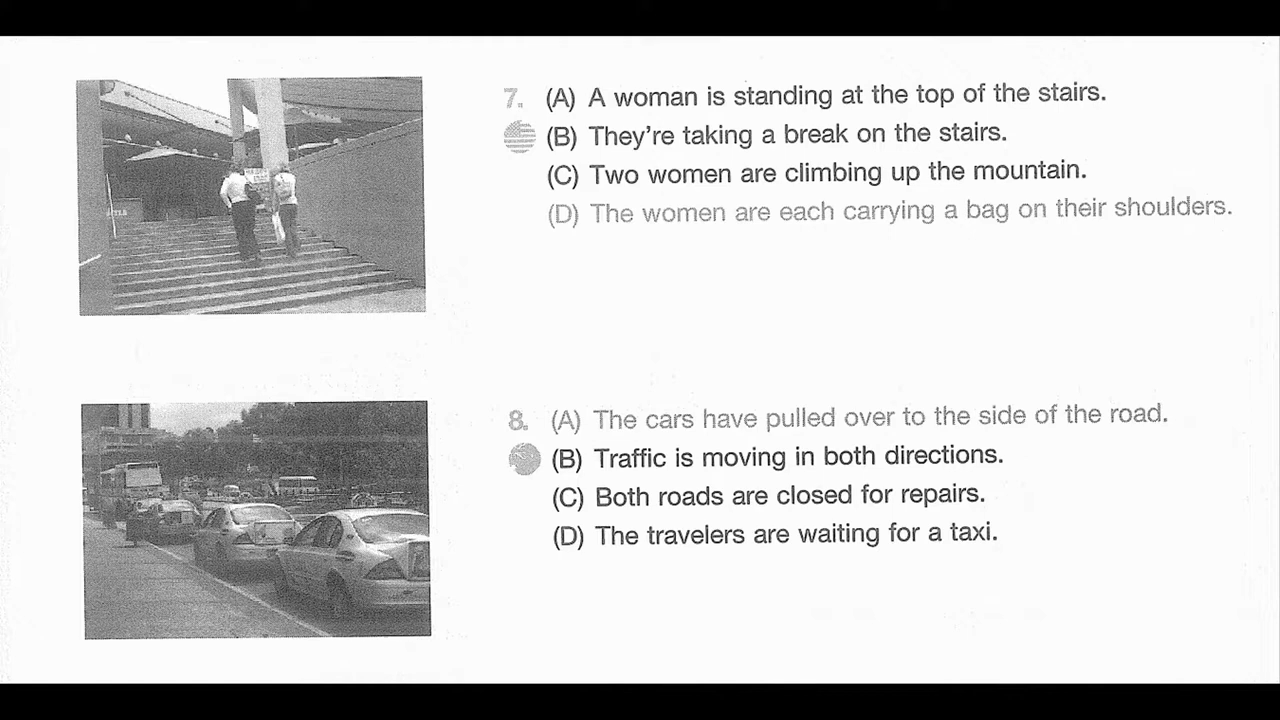 7. (A) A woman is standing at the top of the stairs.
(B) They're taking a break on the stairs.
(C) Two women are climbing up the mountain.
(D) The women are each carrying a bag on their shoulders.
8. (A) The cars have pulled over to the side of the road.
(B) Traffic is moving in both directions.
(C) Both roads are closed for repairs.
(D) The travelers are waiting for a taxi.